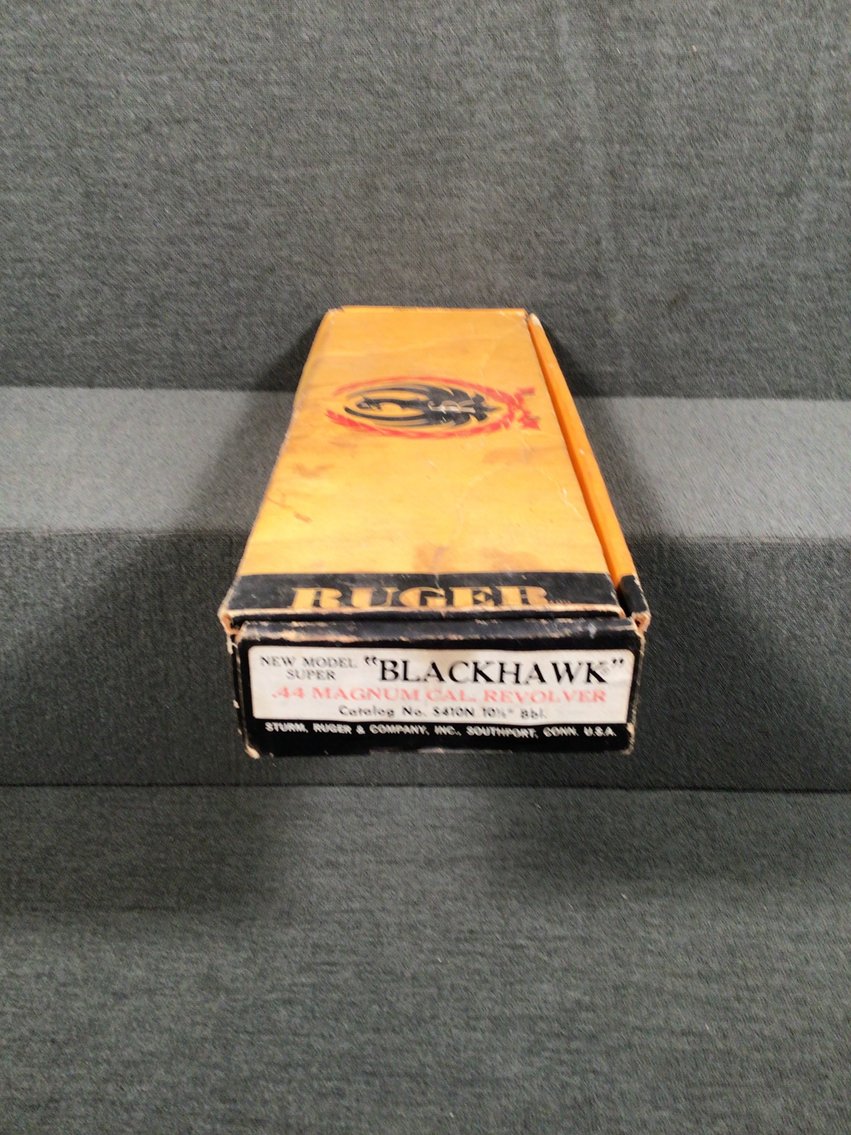 RUGER
NEW MODEL "BLACKHAWK"
SUPER
.44 MAGNUM CAL. REVOLVER
Catalog No. S410N 10½" Bbl.
STURM, RUGER & COMPANY, INC., SOUTHPORT, CONN. U.S.A.